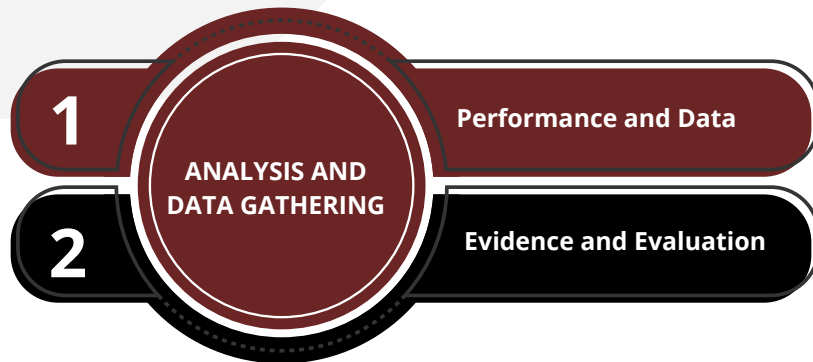 1
Performance and Data
ANALYSIS AND
DATA GATHERING
2
Evidence and Evaluation